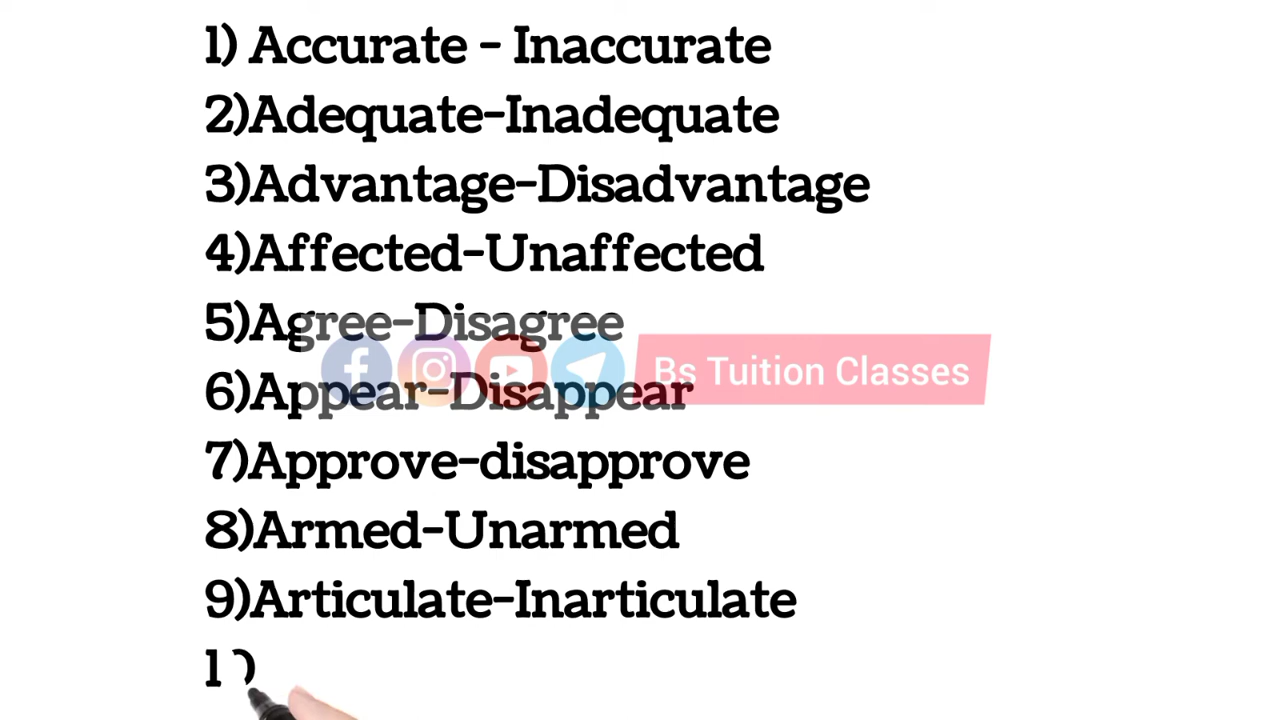 1) Accurate - Inaccurate
2)Adequate-Inadequate
3)Advantage-Disadvantage
4)Affected-Unaffected
5)Agree-Disagree
Bs Tuition Classes
6)Appear-Disappear
7)Approve-disapprove
8)Armed-Unarmed
9)Articulate-Inarticulate
1